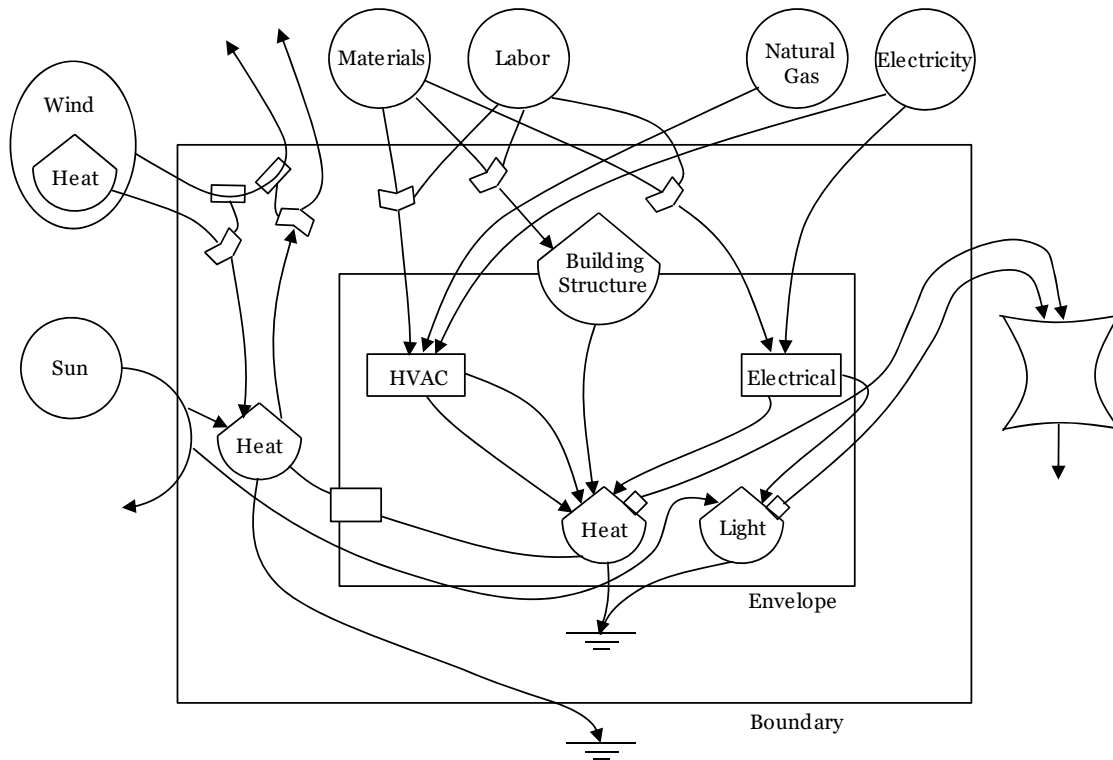 Materials
Labor
Natural
Gas
Electricity
Wind
Heat
Building
Structure
Sun
HVAC
Electrical
Heat
Heat
Light
Envelope
Boundary